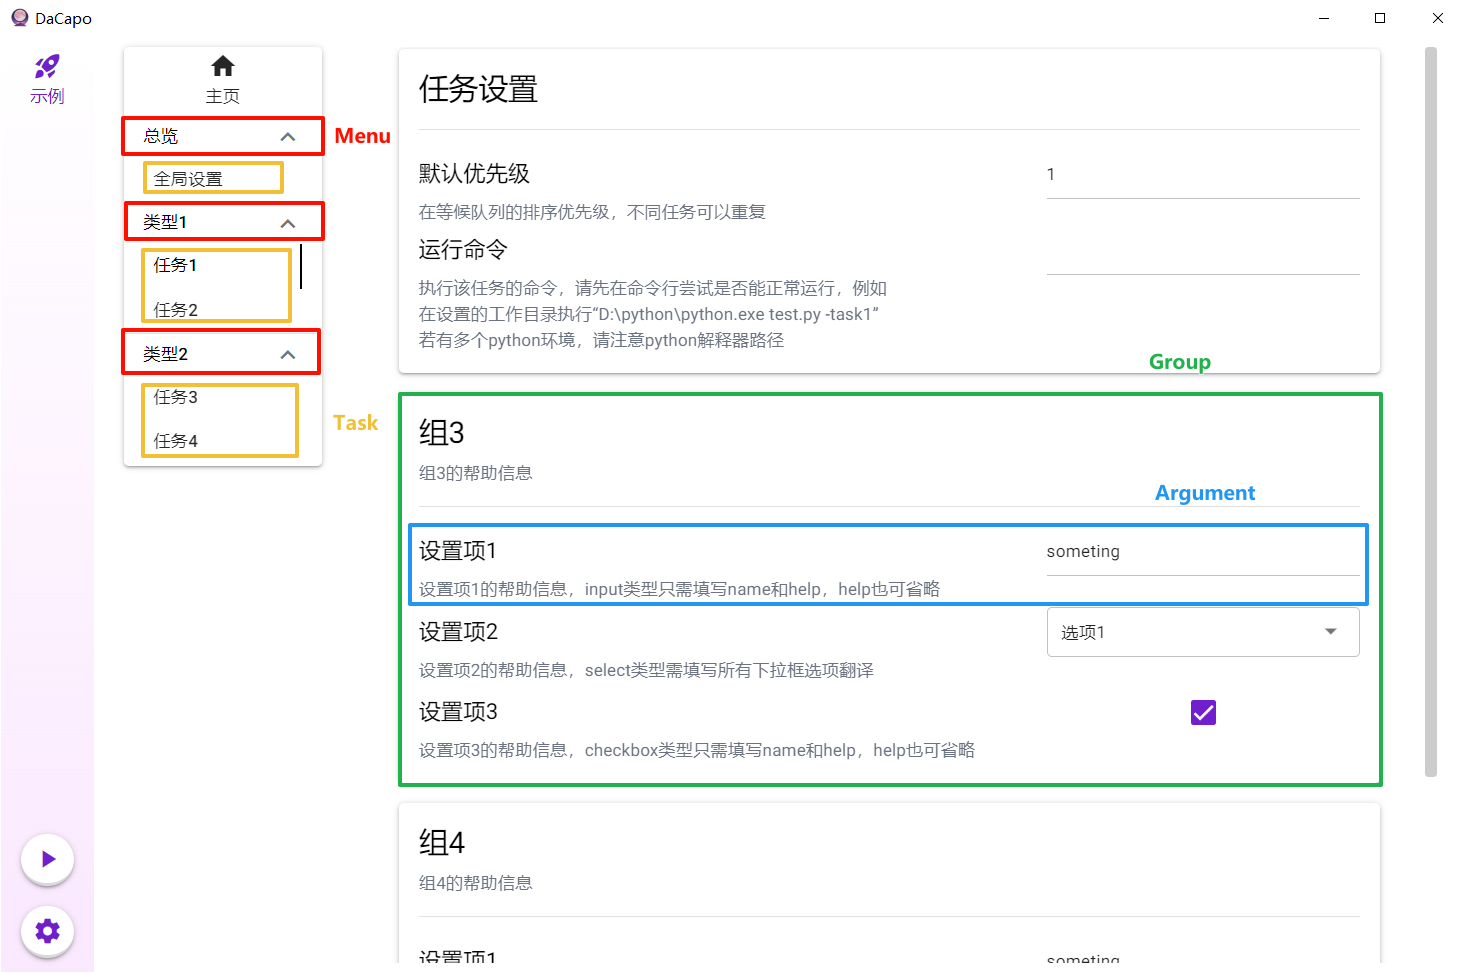 DaCapo
示例
主页
总览
Menu
全局设置
类型1
任务1
任务2
类型2
任务3
Task
任务4
任务设置
默认优先级
1
在等候队列的排序优先级，不同任务可以重复
运行命令
执行该任务的命令，请先在命令行尝试是否能正常运行，例如
在设置的工作目录执行“D:\python\python.exe test.py -task1”
若有多个python环境，请注意python解释器路径
Group
组3
组3的帮助信息
Argument
设置项1
someting
设置项1的帮助信息，input类型只需填写name和help，help也可省略
设置项2
选项1
设置项2的帮助信息，select类型需填写所有下拉框选项翻译
设置项3
设置项3的帮助信息，checkbox类型只需填写name和help，help也可省略
组4
组4的帮助信息
设置项1
someting